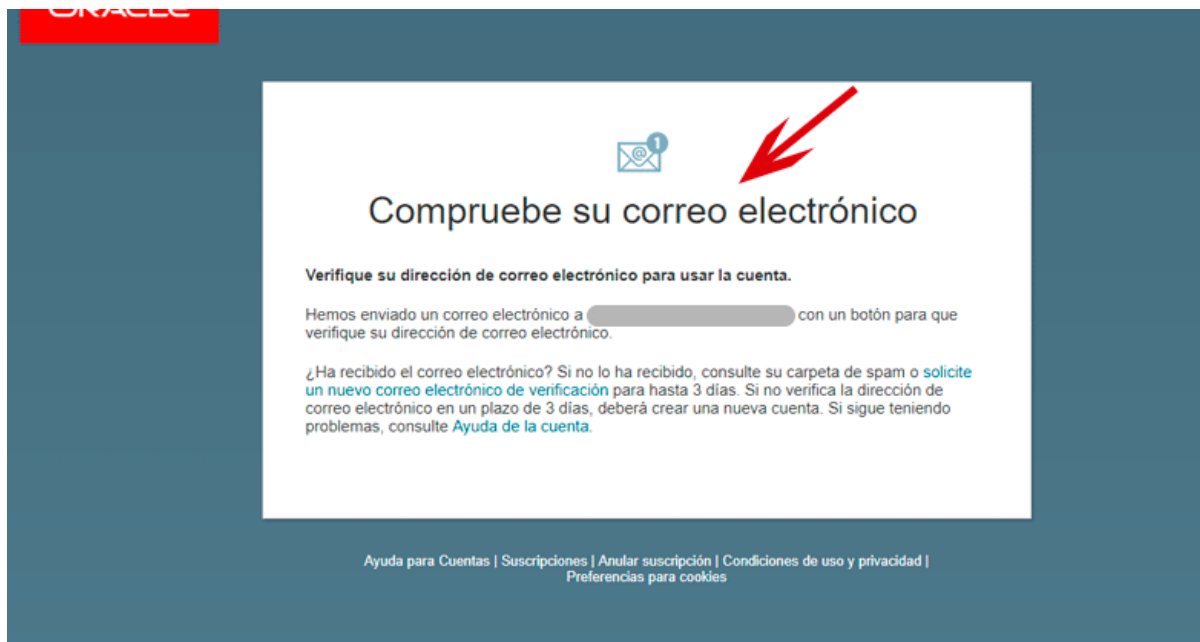 ORACLE
1
@
Compruebe su correo electrónico
Verifique su dirección de correo electrónico para usar la cuenta.
Hemos enviado un correo electrónico a con un botón para que
verifique su dirección de correo electrónico.
¿Ha recibido el correo electrónico? Si no lo ha recibido, consulte su carpeta de spam o solicite
un nuevo correo electrónico de verificación para hasta 3 días. Si no verifica la dirección de
correo electrónico en un plazo de 3 días, deberá crear una nueva cuenta. Si sigue teniendo
problemas, consulte Ayuda de la cuenta.
Ayuda para Cuentas | Suscripciones | Anular suscripción | Condiciones de uso y privacidad |
Preferencias para cookies